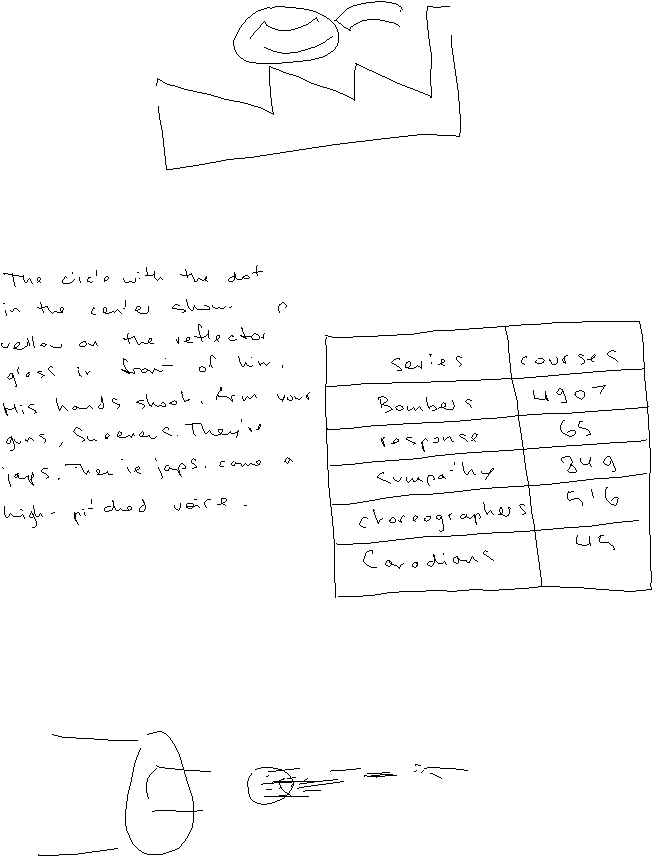 The circle with the dot
in the center show. a
yellow on the reflector
glass in front of him.
His hands shook. Arm your
guns, Sweeney. They're
japs. They're japs. came a
high-pitched voice.
series courses
Bombers 4907
response 65
sympathy 849
choreographers 516
Canadians 45